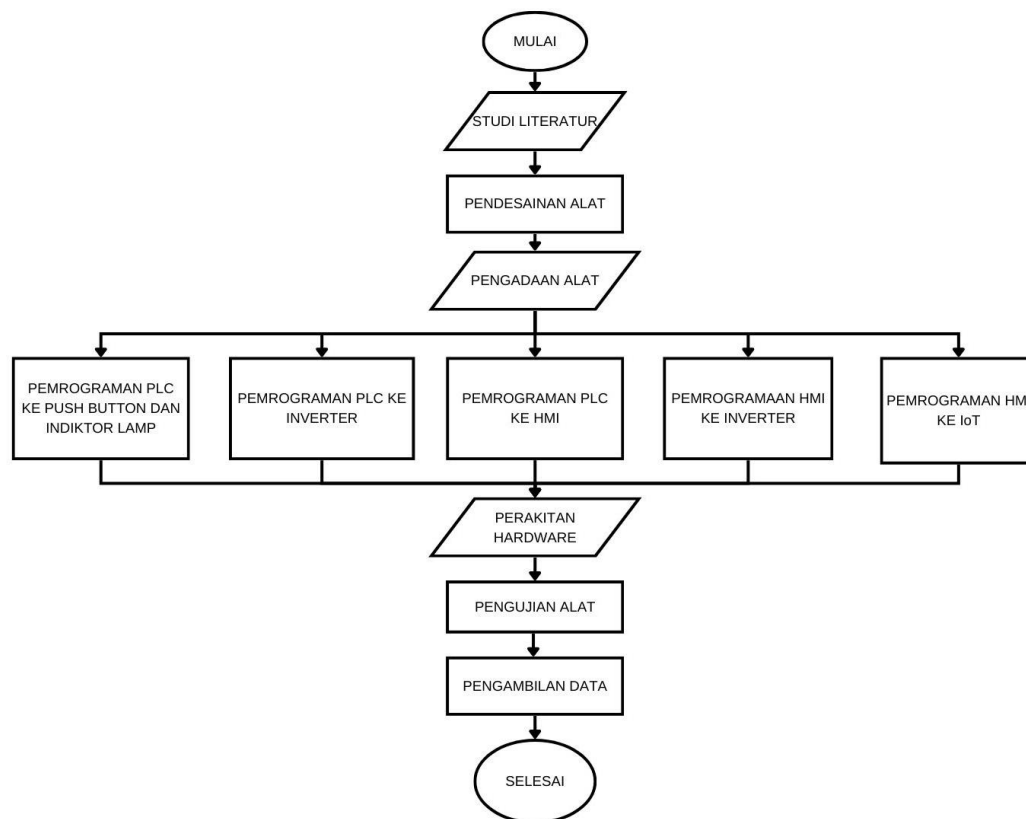 MULAI
STUDI LITERATUR
PENDESAINAN ALAT
PENGADAAN ALAT
PEMROGRAMAN PLC
KE PUSH BUTTON DAN
INDIKTOR LAMP
PEMROGRAMAN PLC KE
INVERTER
PEMROGRAMAN PLC
KE HMI
PEMROGRAMAAN HMI
KE INVERTER
PEMROGRAMAN HM
KE IoT
PERAKITAN
HARDWARE
PENGUJIAN ALAT
PENGAMBILAN DATA
SELESAI